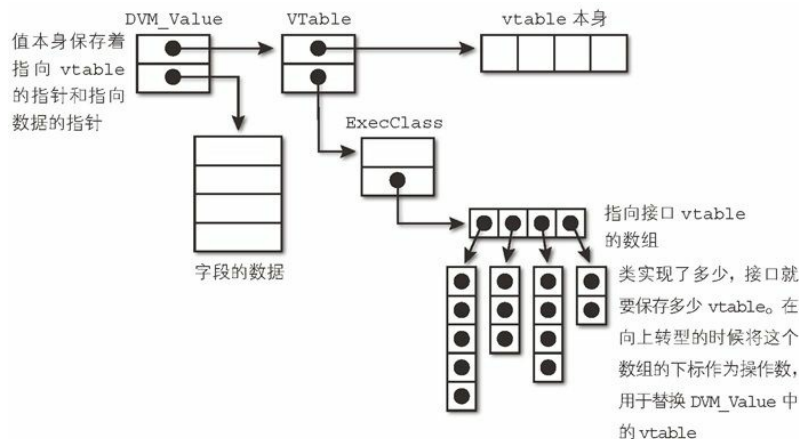 DVM_Value
VTable
vtable 本身
值本身保存着
指向 vtable
的指针和指向
数据的指针
ExecClass
字段的数据
指向接口 vtable
的数组
类实现了多少，接口就
要保存多少 vtable。在
向上转型的时候将这个
数组的下标作为操作数，
用于替换 DVM_Value 中
的 vtable